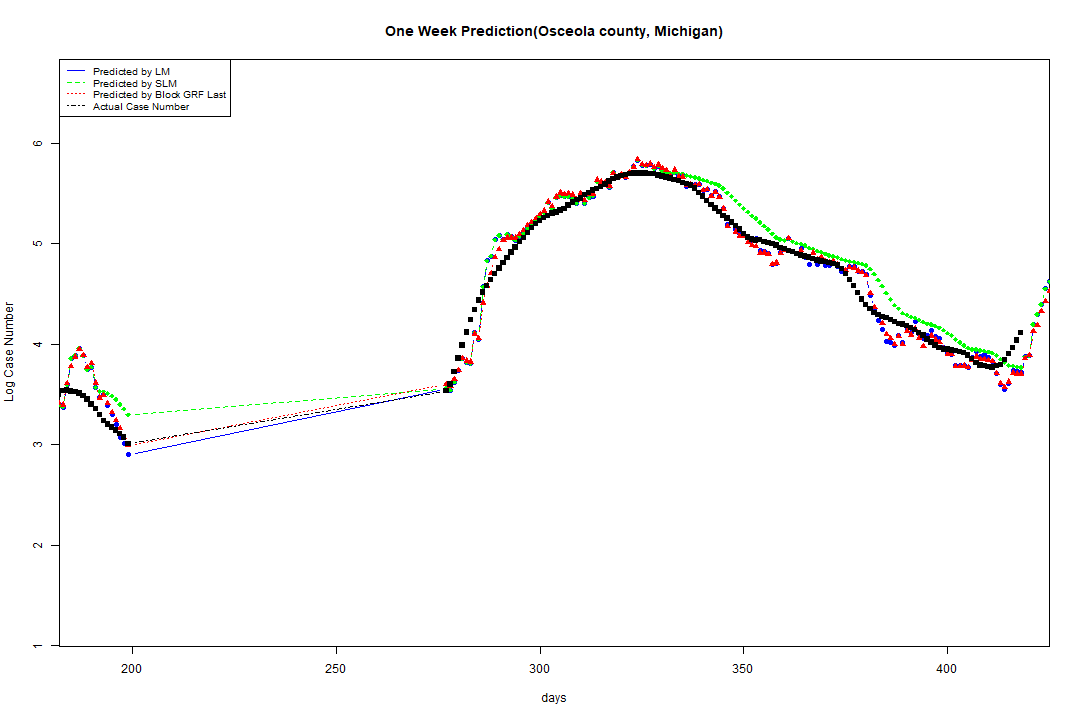 One Week Prediction(Osceola county, Michigan)
Predicted by LM
Predicted by SLM
Predicted by Block GRF Last
Actual Case Number
Log Case Number
6
5
4
3
2
1
200 250 300 350 400
days